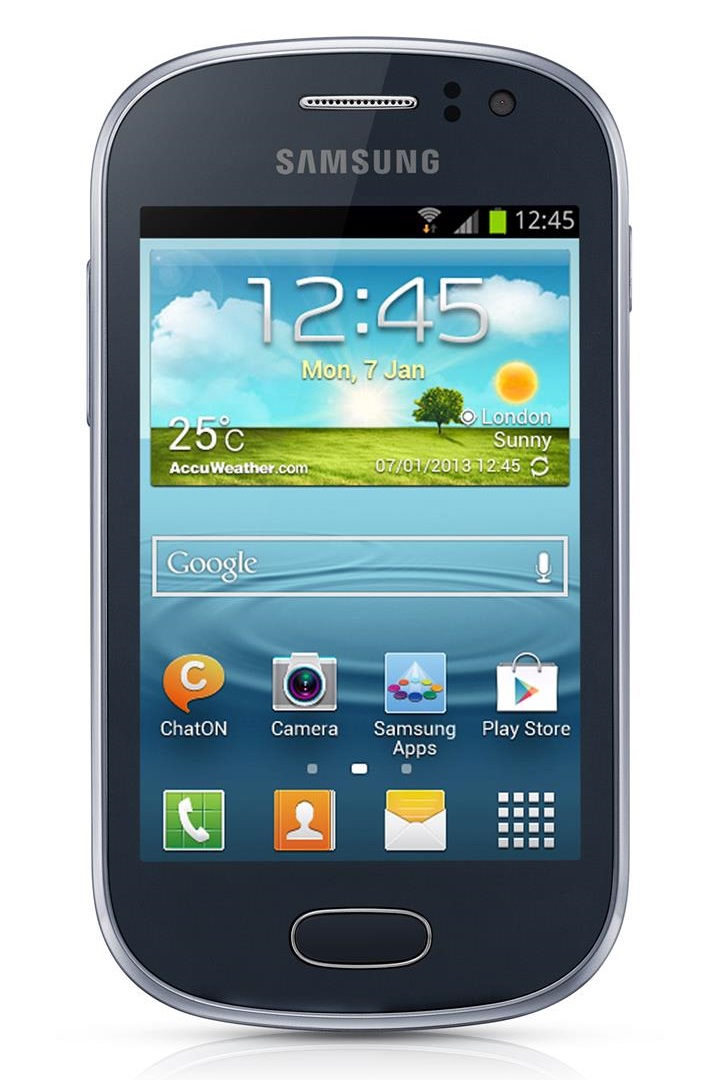 SAMSUNG
12:45
12:45
Mon, 7 Jan
London
25°C
Sunny
AccuWeather.com
07/01/2013 12:45
Google
ChatON
Camera
Samsung
Apps
Play Store